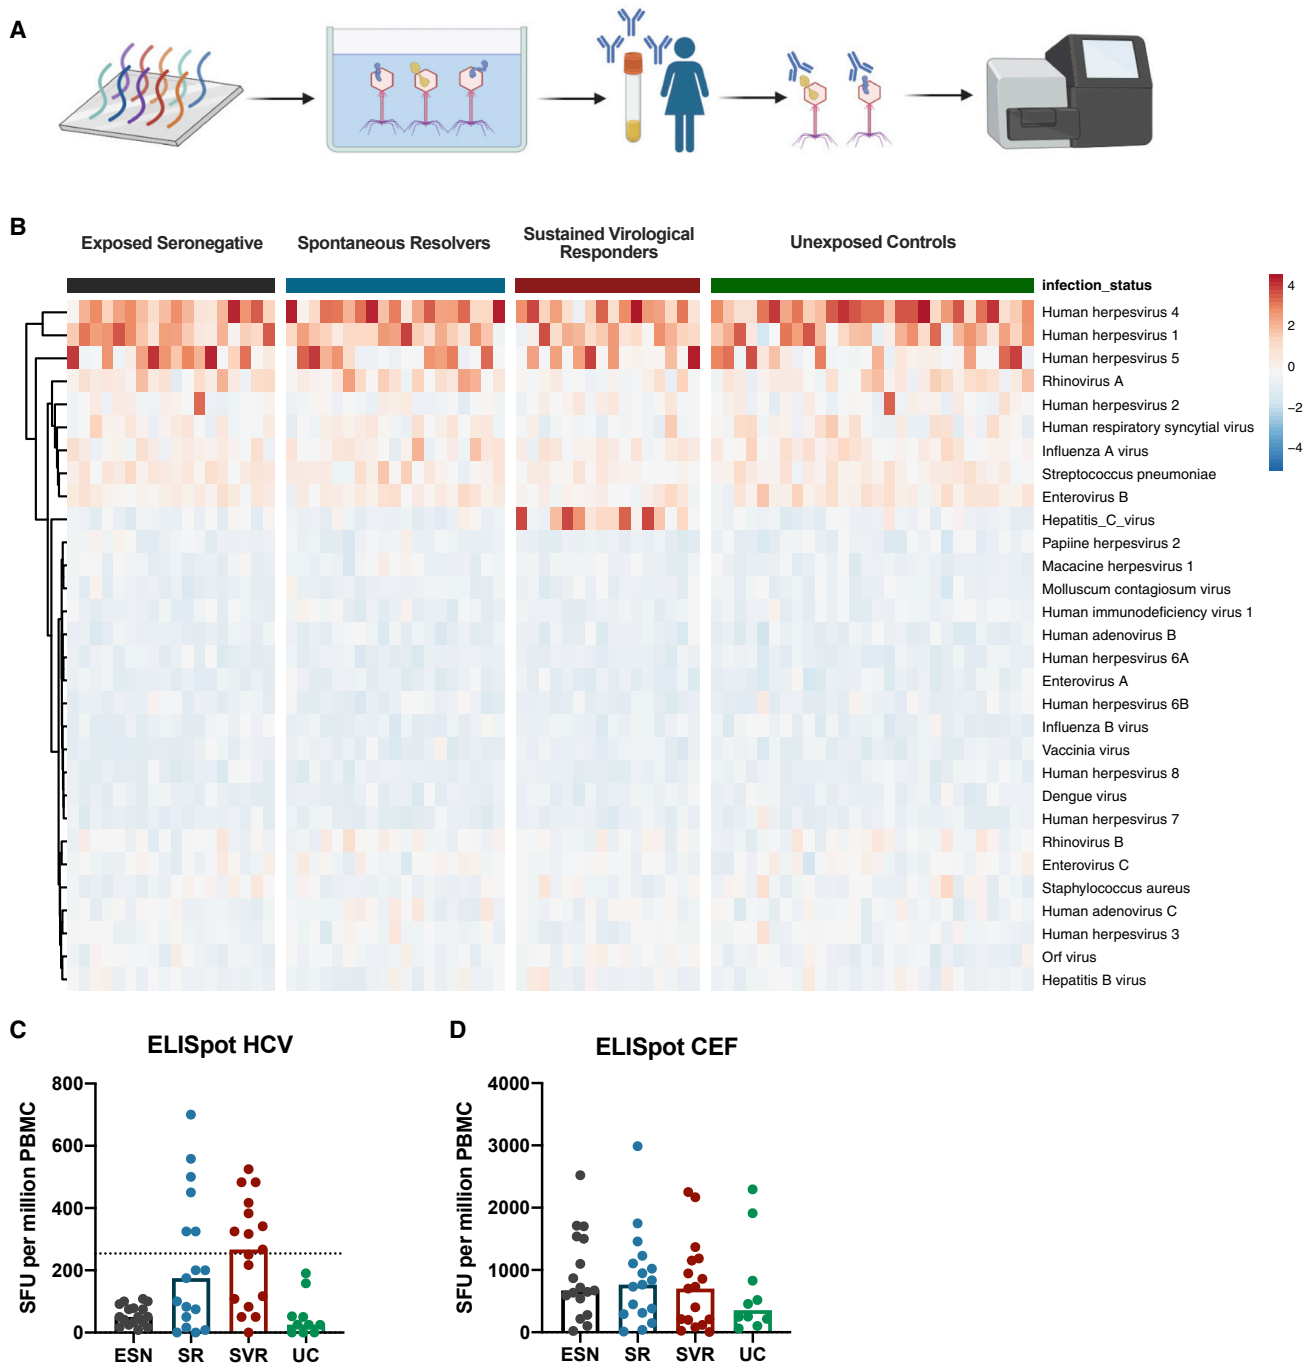 A
B
Exposed Seronegative
Spontaneous Resolvers
Sustained Virological
Responders
Unexposed Controls
infection_status
Human herpesvirus 4
Human herpesvirus 1
Human herpesvirus 5
Rhinovirus A
Human herpesvirus 2
Human respiratory syncytial virus
Influenza A virus
Streptococcus pneumoniae
Enterovirus B
Hepatitis_C_virus
Papiine herpesvirus 2
Macacine herpesvirus 1
Molluscum contagiosum virus
Human immunodeficiency virus 1
Human adenovirus B
Human herpesvirus 6A
Enterovirus A
Human herpesvirus 6B
Influenza B virus
Vaccinia virus
Human herpesvirus 8
Dengue virus
Human herpesvirus 7
Rhinovirus B
Enterovirus C
Staphylococcus aureus
Human adenovirus C
Human herpesvirus 3
Orf virus
Hepatitis B virus
4
2
0
−2
−4
C
ELISpot HCV
SFU per million PBMC
800
600
400
200
0
ESN SR SVR UC
D
ELISpot CEF
SFU per million PBMC
4000
3000
2000
1000
0
ESN SR SVR UC